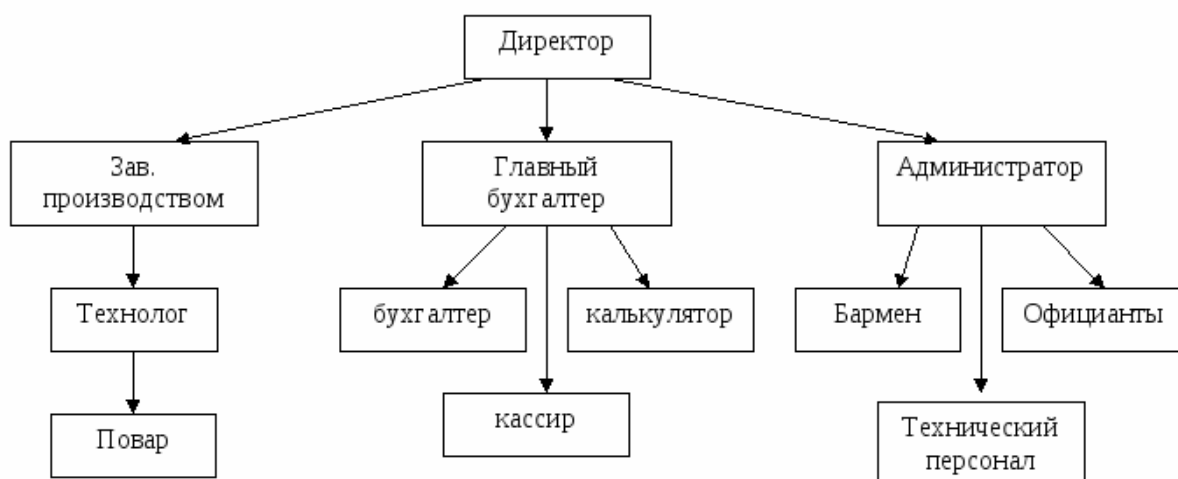 Директор
Зав.
производством
Главный
бухгалтер
Администратор
Технолог
бухгалтер
калькулятор
Бармен
Официанты
Повар
кассир
Технический
персонал